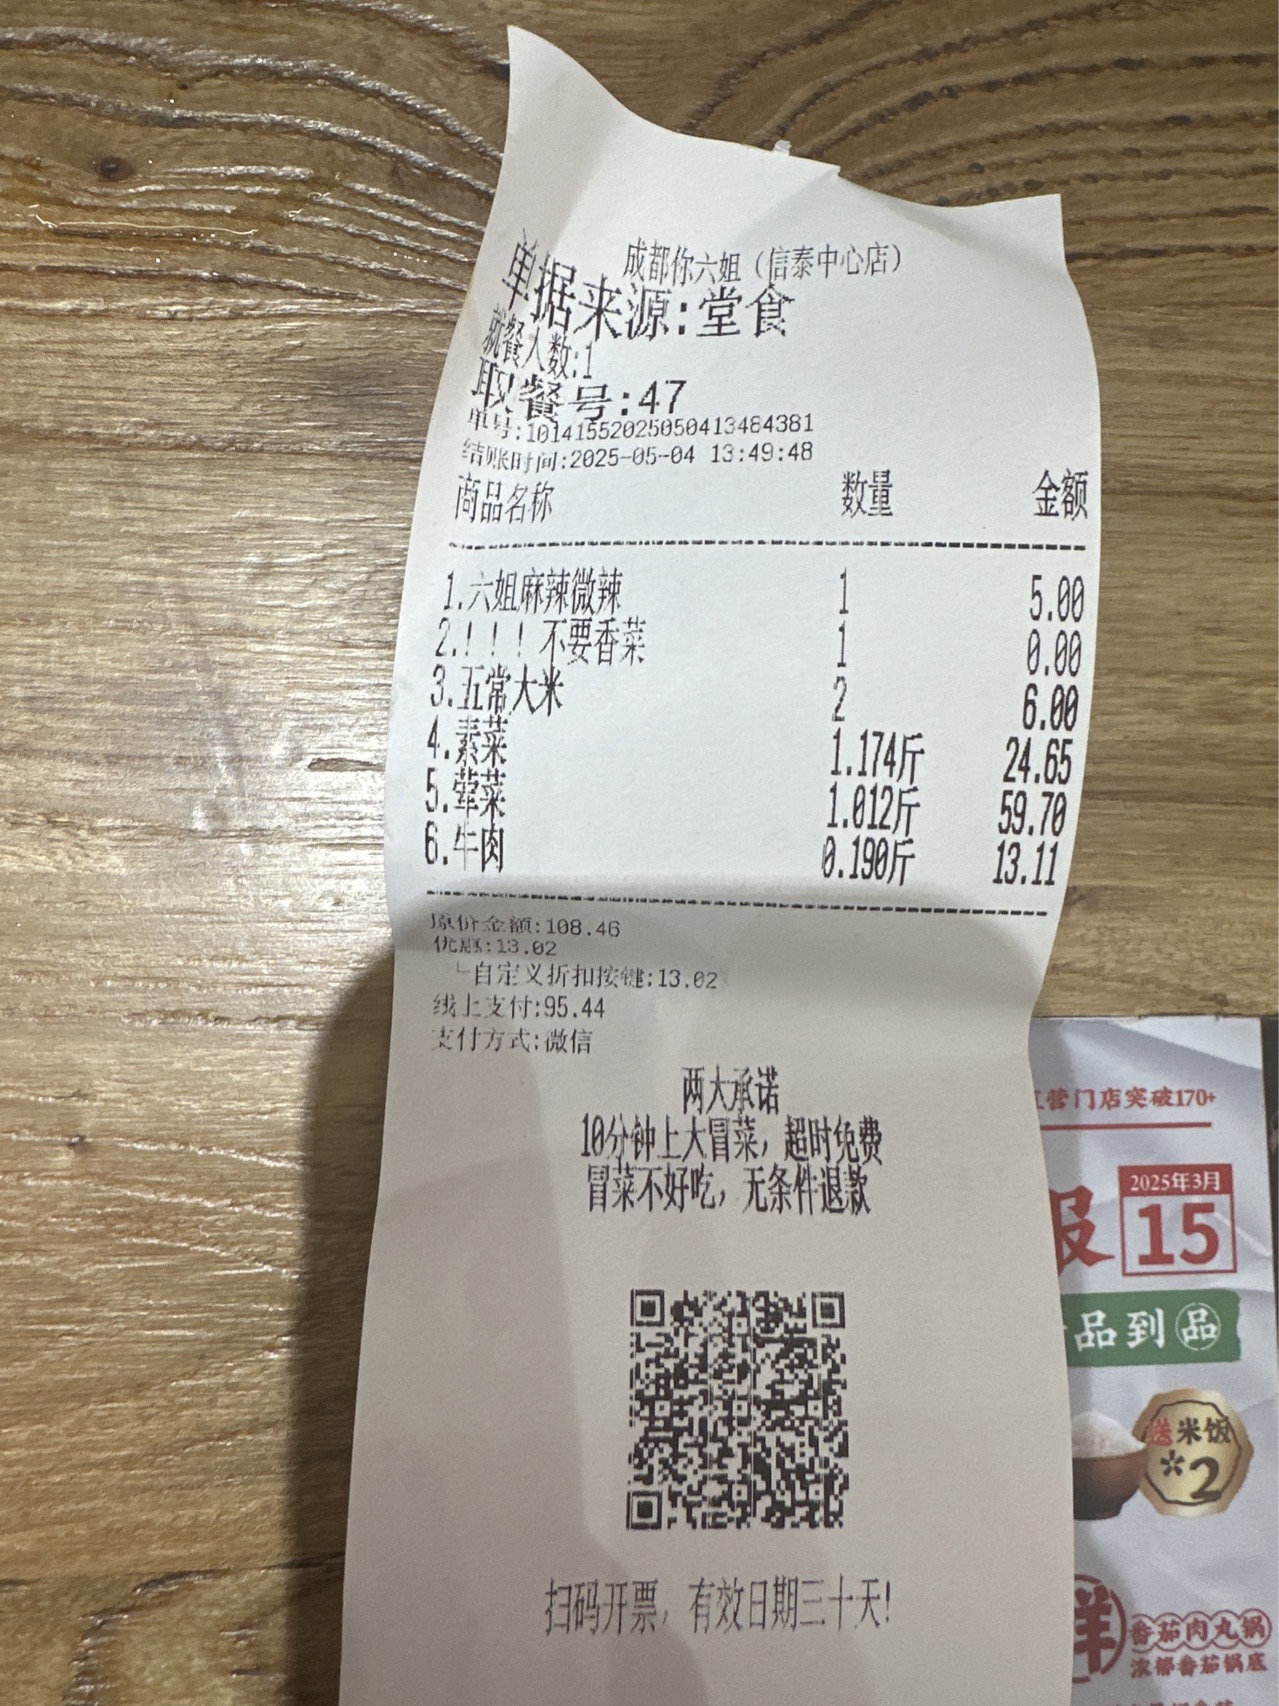 成都你六姐（信泰中心店）
单据来源:堂食
就餐人数:1
取餐号:47
单号:10141552025050413484381
结账时间:2025-05-04 13:49:48
商品名称 数量 金额
1.六姐麻辣微辣 1 5.00
2.！！！不要香菜 1 0.00
3.五常大米 2 6.00
4.素菜 1.174斤 24.65
5.荤菜 1.012斤 59.70
6.牛肉 0.190斤 13.11
原价金额:108.46
优惠:13.02
└自定义折扣按键:13.02
线上支付:95.44
支付方式:微信
两大承诺
10分钟上大冒菜，超时免费
冒菜不好吃，无条件退款
扫码开票，有效日期三十天!
营门店突破170+
报
2025年3月
15
品到品
送米饭
*2
鲜
番茄肉丸锅
浓郁番茄锅底